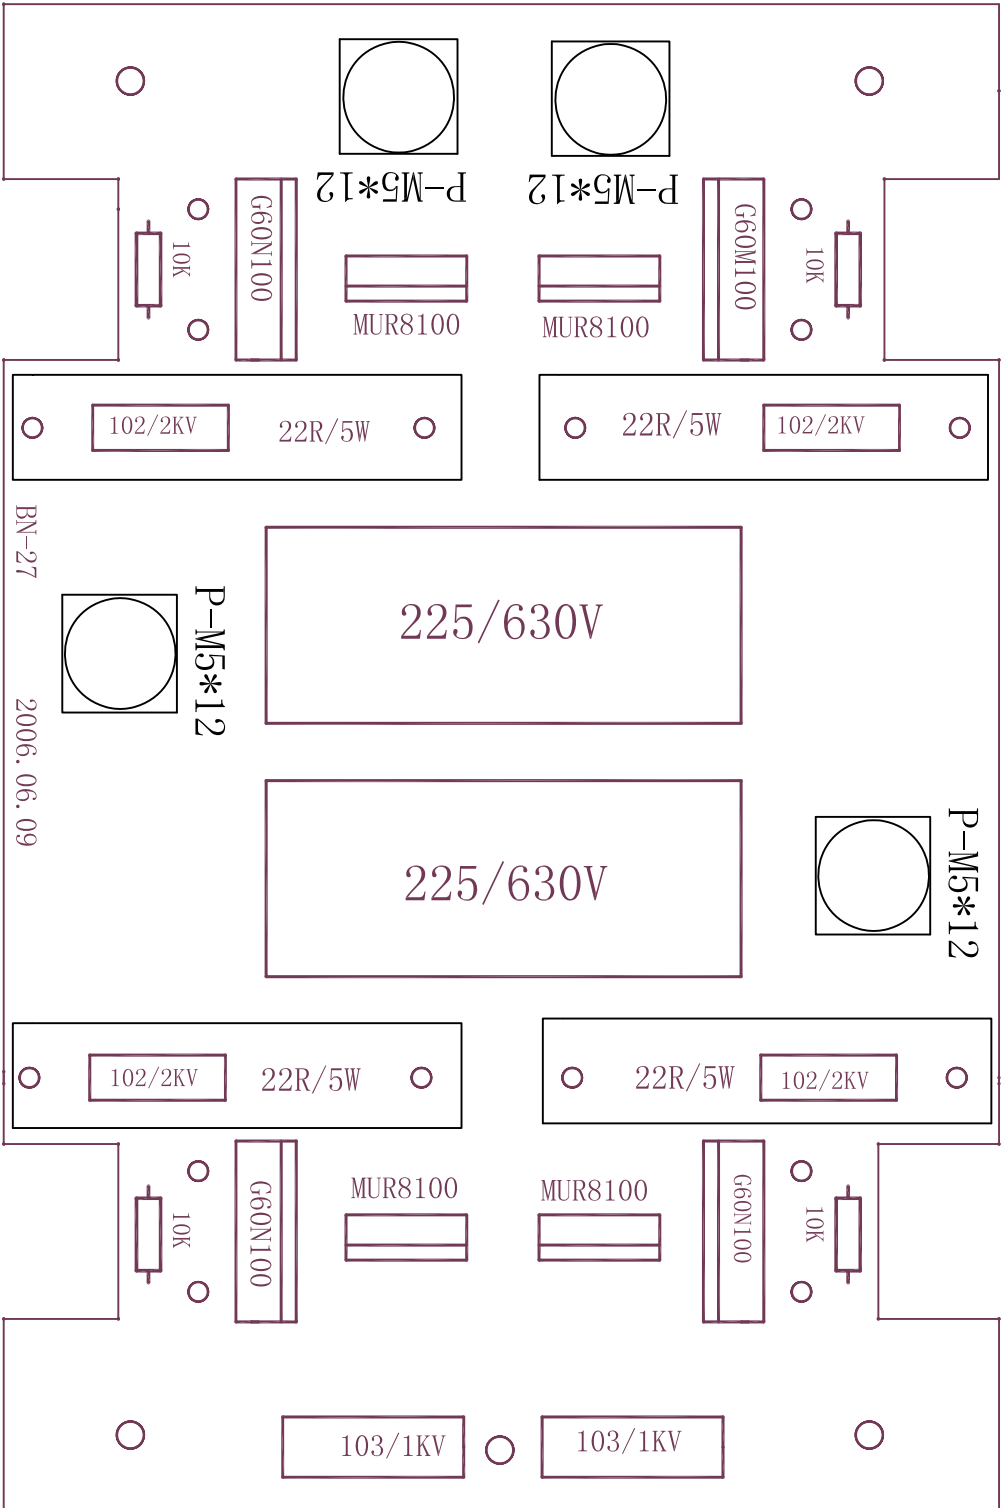 P-M5*12
P-M5*12
10K
G60N100
G60M100
10K
MUR8100
MUR8100
102/2KV
22R/5W
22R/5W
102/2KV
BN-27
P-M5*12
225/630V
2006.06.09
225/630V
P-M5*12
102/2KV
22R/5W
22R/5W
102/2KV
10K
G60N100
MUR8100
MUR8100
G60N100
10K
103/1KV
103/1KV